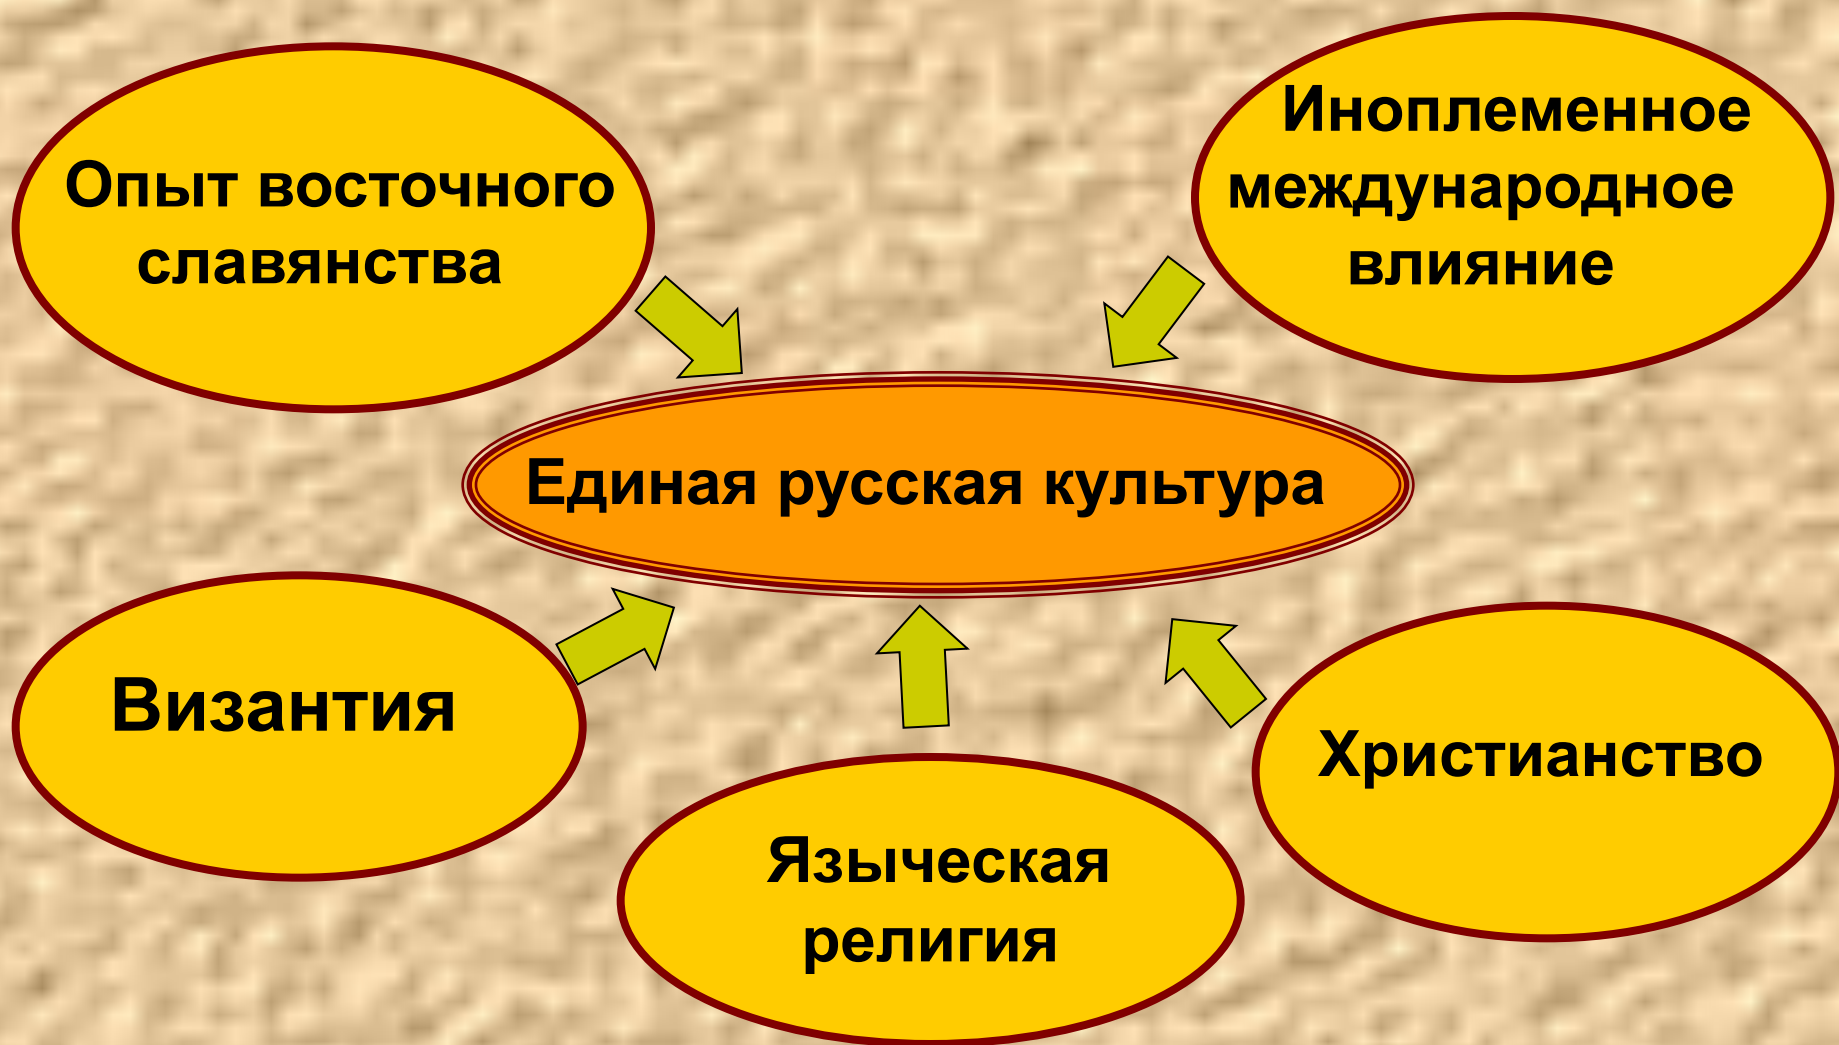 Опыт восточного
славянства
Иноплеменное
международное
влияние
Единая русская культура
Византия
Языческая
религия
Христианство